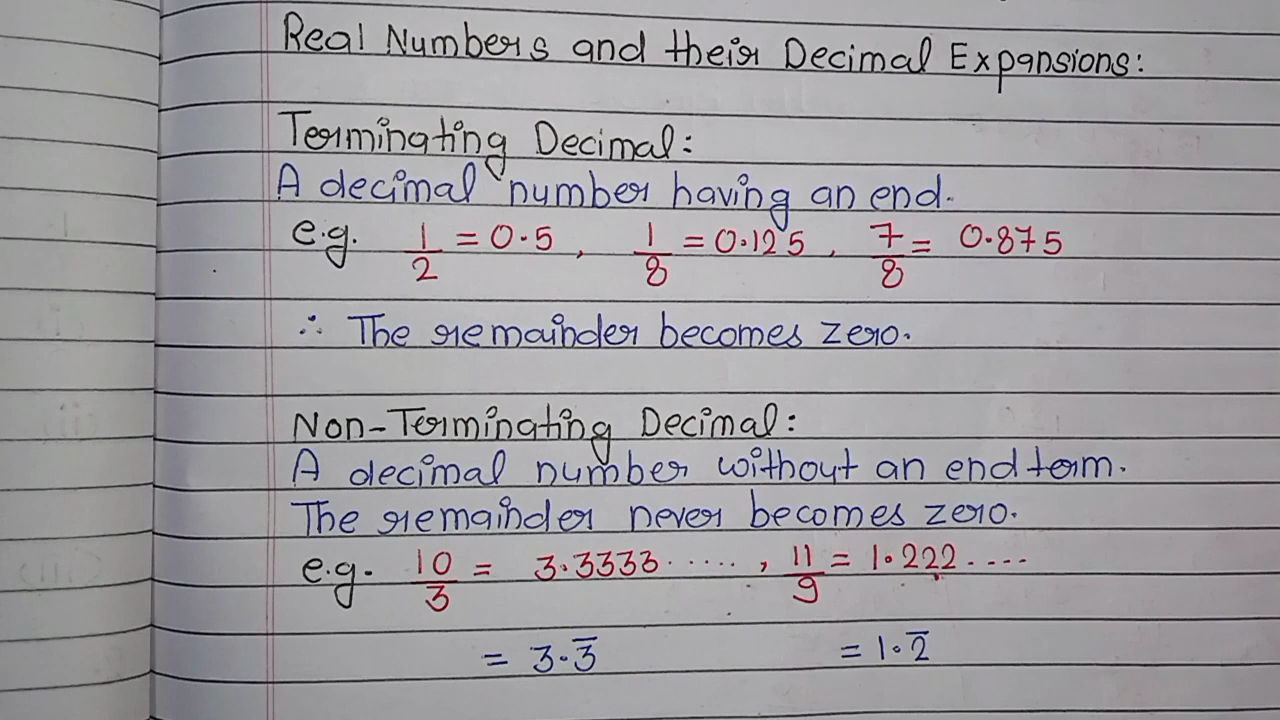 Real Numbers and their Decimal Expansions:
Terminating Decimal:
A decimal number having an end.
e.g. 1/2 = 0.5, 1/8 = 0.125, 7/8 = 0.875
∴ The remainder becomes zero.
Non-Terminating Decimal:
A decimal number without an end term.
The remainder never becomes zero.
e.g. 10/3 = 3.3333....., 11/9 = 1.222....
= 3.3̅ = 1.2̅